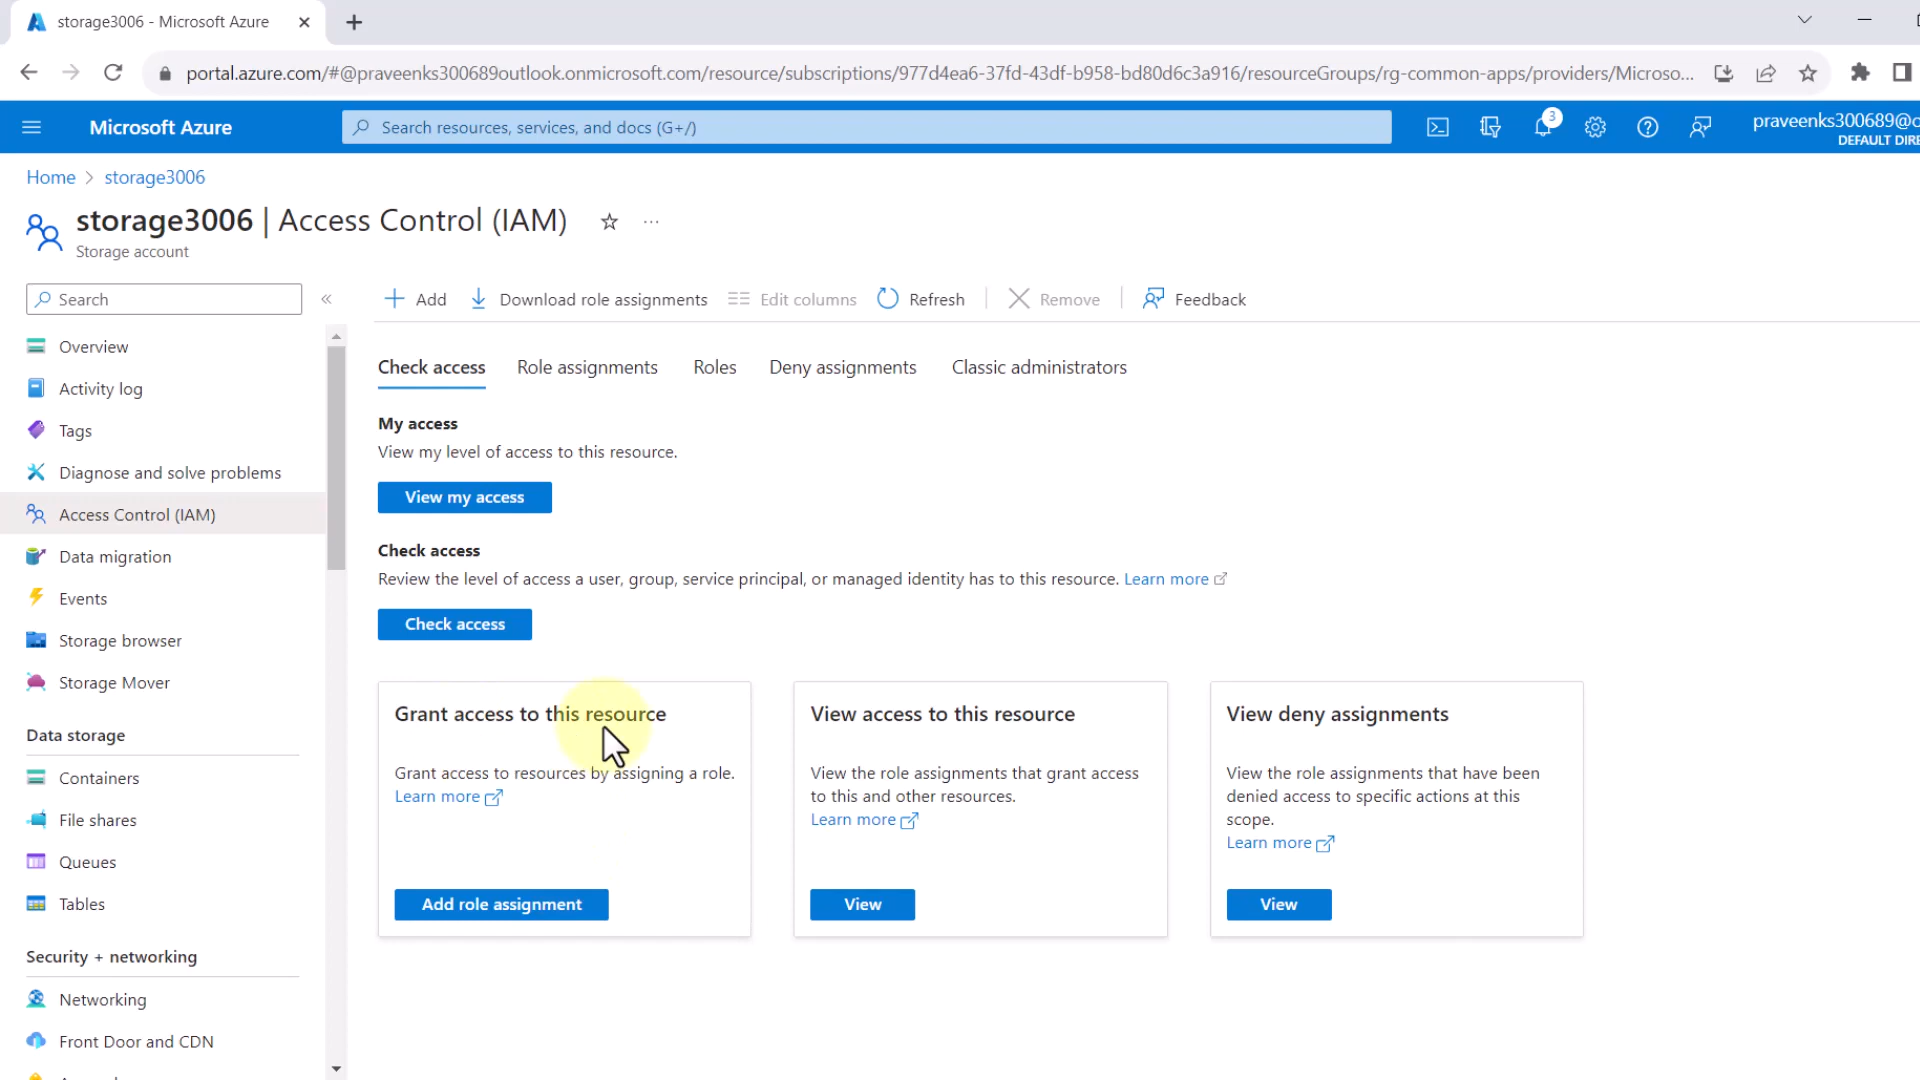 storage3006 - Microsoft Azure
portal.azure.com/#@praveenks300689outlook.onmicrosoft.com/resource/subscriptions/977d4ea6-37fd-43df-b958-bd80d6c3a916/resourceGroups/rg-common-apps/providers/Microso...
Microsoft Azure
Search resources, services, and docs (G+/)
3
praveenks300689@o
DEFAULT DIRE
Home > storage3006
storage3006 | Access Control (IAM)
Storage account
Search
Add
Download role assignments
Edit columns
Refresh
Remove
Feedback
Overview
Activity log
Tags
Diagnose and solve problems
Access Control (IAM)
Data migration
Events
Storage browser
Storage Mover
Data storage
Containers
File shares
Queues
Tables
Security + networking
Networking
Front Door and CDN
Check access
Role assignments
Roles
Deny assignments
Classic administrators
My access
View my level of access to this resource.
View my access
Check access
Review the level of access a user, group, service principal, or managed identity has to this resource. Learn more
Check access
Grant access to this resource
Grant access to resources by assigning a role.
Learn more
Add role assignment
View access to this resource
View the role assignments that grant access
to this and other resources.
Learn more
View
View deny assignments
View the role assignments that have been
denied access to specific actions at this
scope.
Learn more
View